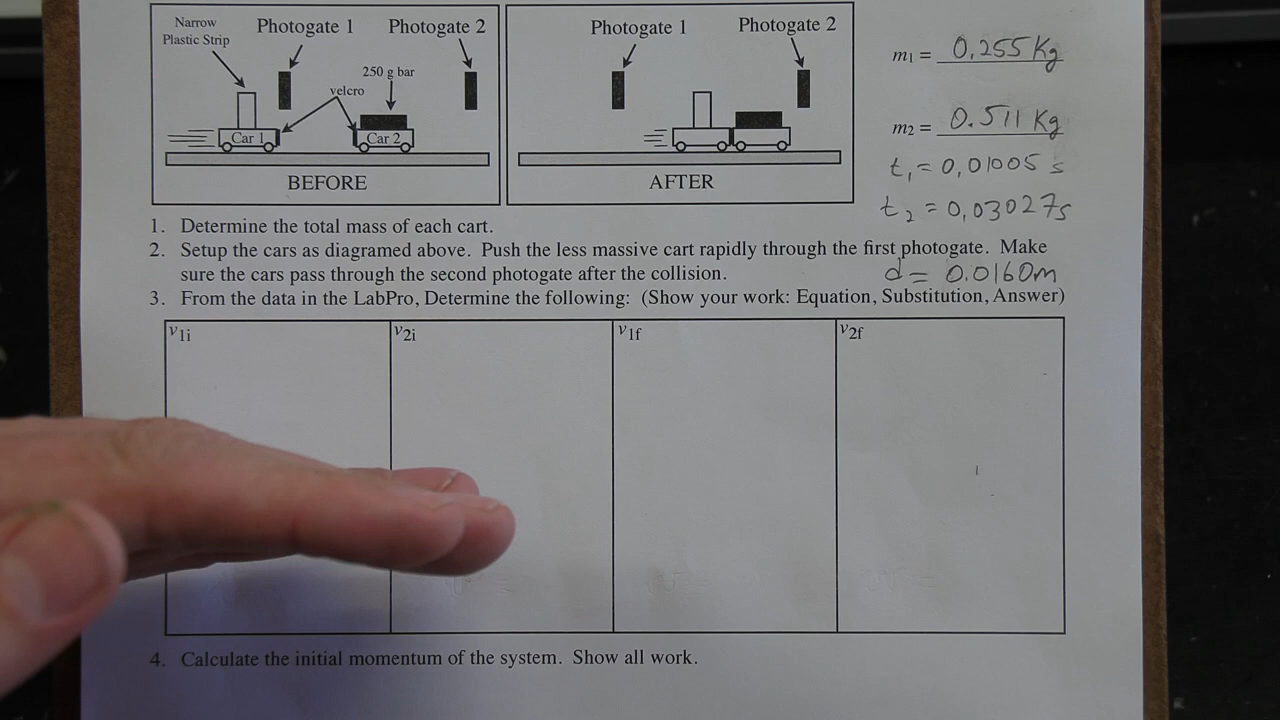 Narrow
Plastic Strip
Photogate 1
Photogate 2
250 g bar
velcro
Car 1
Car 2
BEFORE
Photogate 1
Photogate 2
AFTER
m1 = 0,255 Kg
m2 = 0.511 Kg
t1 = 0,01005 s
t2 = 0,03027s
1. Determine the total mass of each cart.
2. Setup the cars as diagramed above. Push the less massive cart rapidly through the first photogate. Make
sure the cars pass through the second photogate after the collision.
d = 0.0160m
3. From the data in the LabPro, Determine the following: (Show your work: Equation, Substitution, Answer)
v1i
v2i
v1f
v2f
4. Calculate the initial momentum of the system. Show all work.